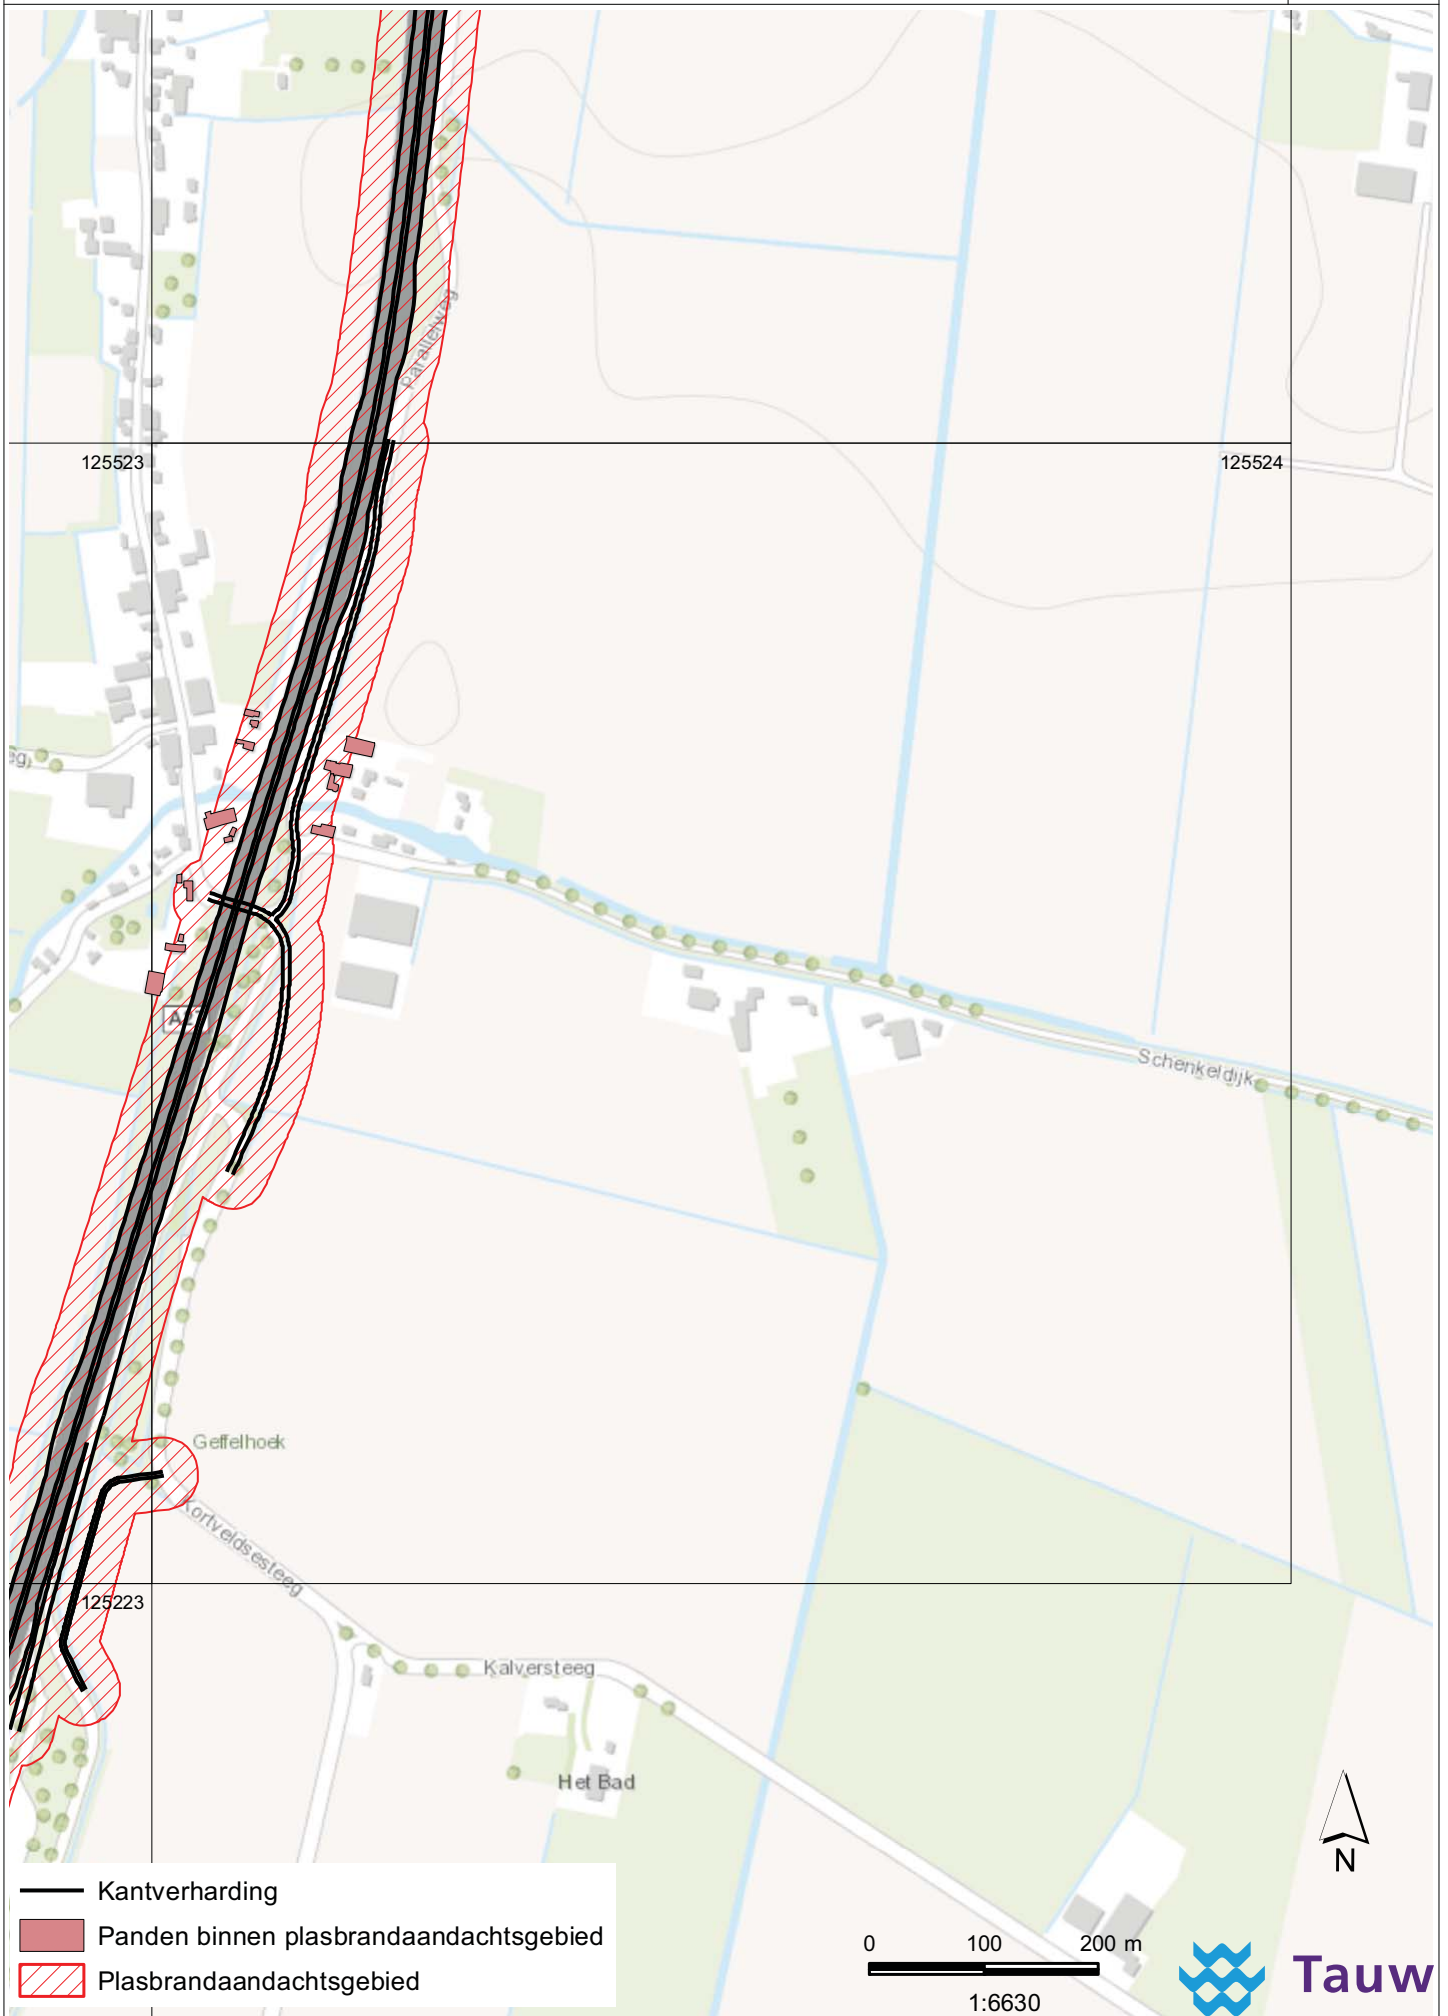 Parallelweg
125523
125524
Schenkeldijk
Geffelhoek
Kortveldsesteeg
125223
Kalversteeg
Het Bad
N
Kantverharding
Panden binnen plasbrandaandachtsgebied
Plasbrandaandachtsgebied
0 100 200 m
1:6630
Tauw